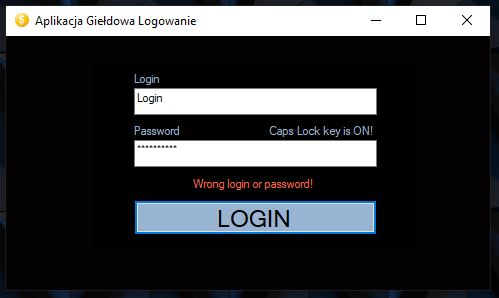 Aplikacja Giełdowa Logowanie
Login
Login
Password Caps Lock key is ON!
**********
Wrong login or password!
LOGIN